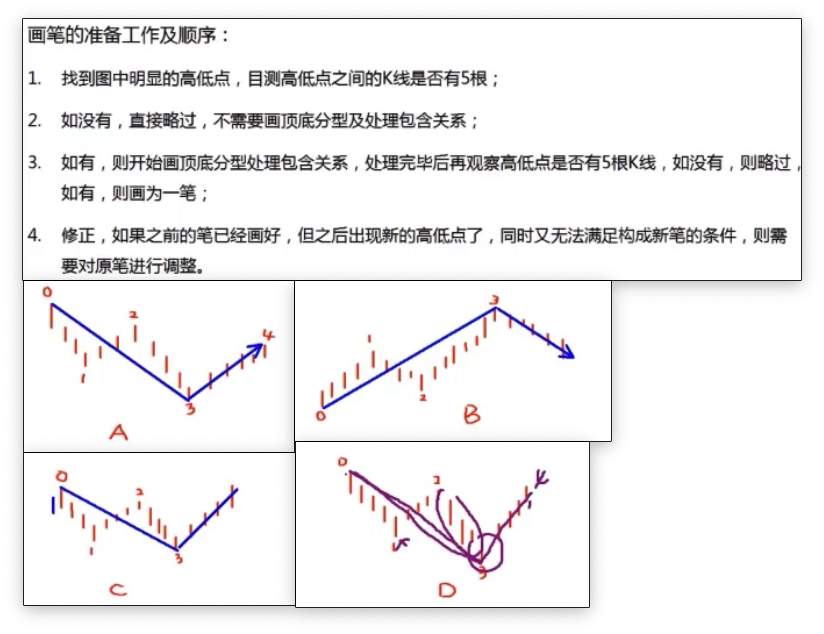 画笔的准备工作及顺序：
1. 找到图中明显的高低点，目测高低点之间的K线是否有5根；
2. 如没有，直接略过，不需要画顶底分型及处理包含关系；
3. 如有，则开始画顶底分型处理包含关系，处理完毕后再观察高低点是否有5根K线，如没有，则略过，
如有，则画为一笔；
4. 修正，如果之前的笔已经画好，但之后出现新的高低点了，同时又无法满足构成新笔的条件，则需
要对原笔进行调整。
0
2
4
1
3
A
3
1
2
0
B
0
2
1
3
C
0
2
3
D